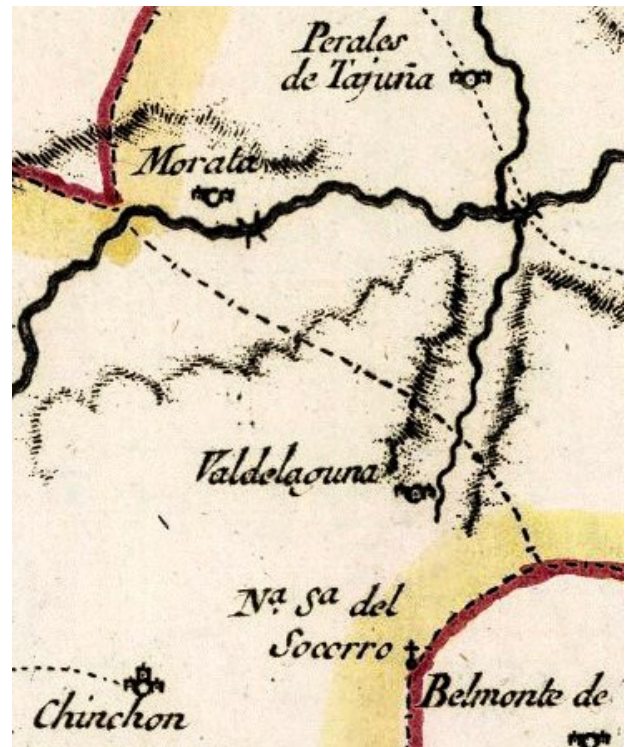 Perales
de Tajuña
Morata
Valdelaguna
Nª. Sª del
Socorro
Belmonte de
Chinchon